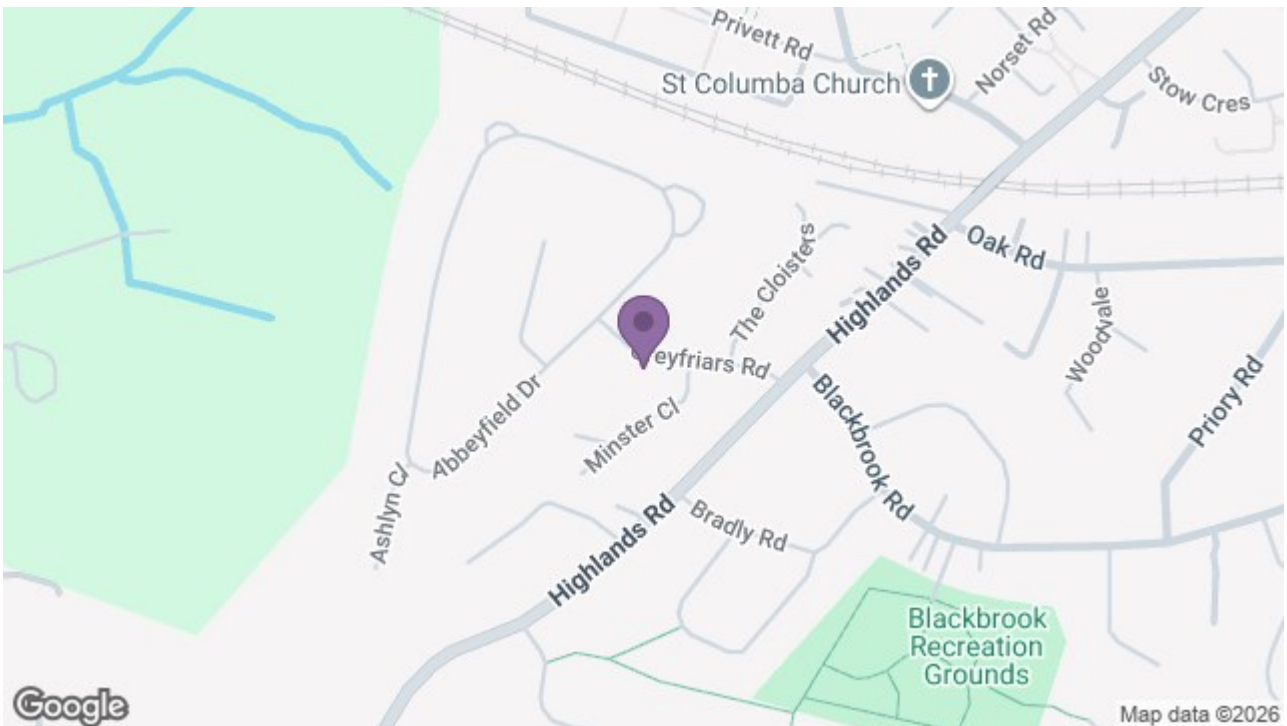 Privett Rd
St Columba Church
Norset Rd
Stow Cres
Oak Rd
The Cloisters
Highlands Rd
Woodvale
eyfriars Rd
Priory Rd
Abbeyfield Dr
Minster Cl
Blackbrook Rd
Ashlyn Cl
Highlands Rd
Bradly Rd
Blackbrook
Recreation
Grounds
Google
Map data ©2026